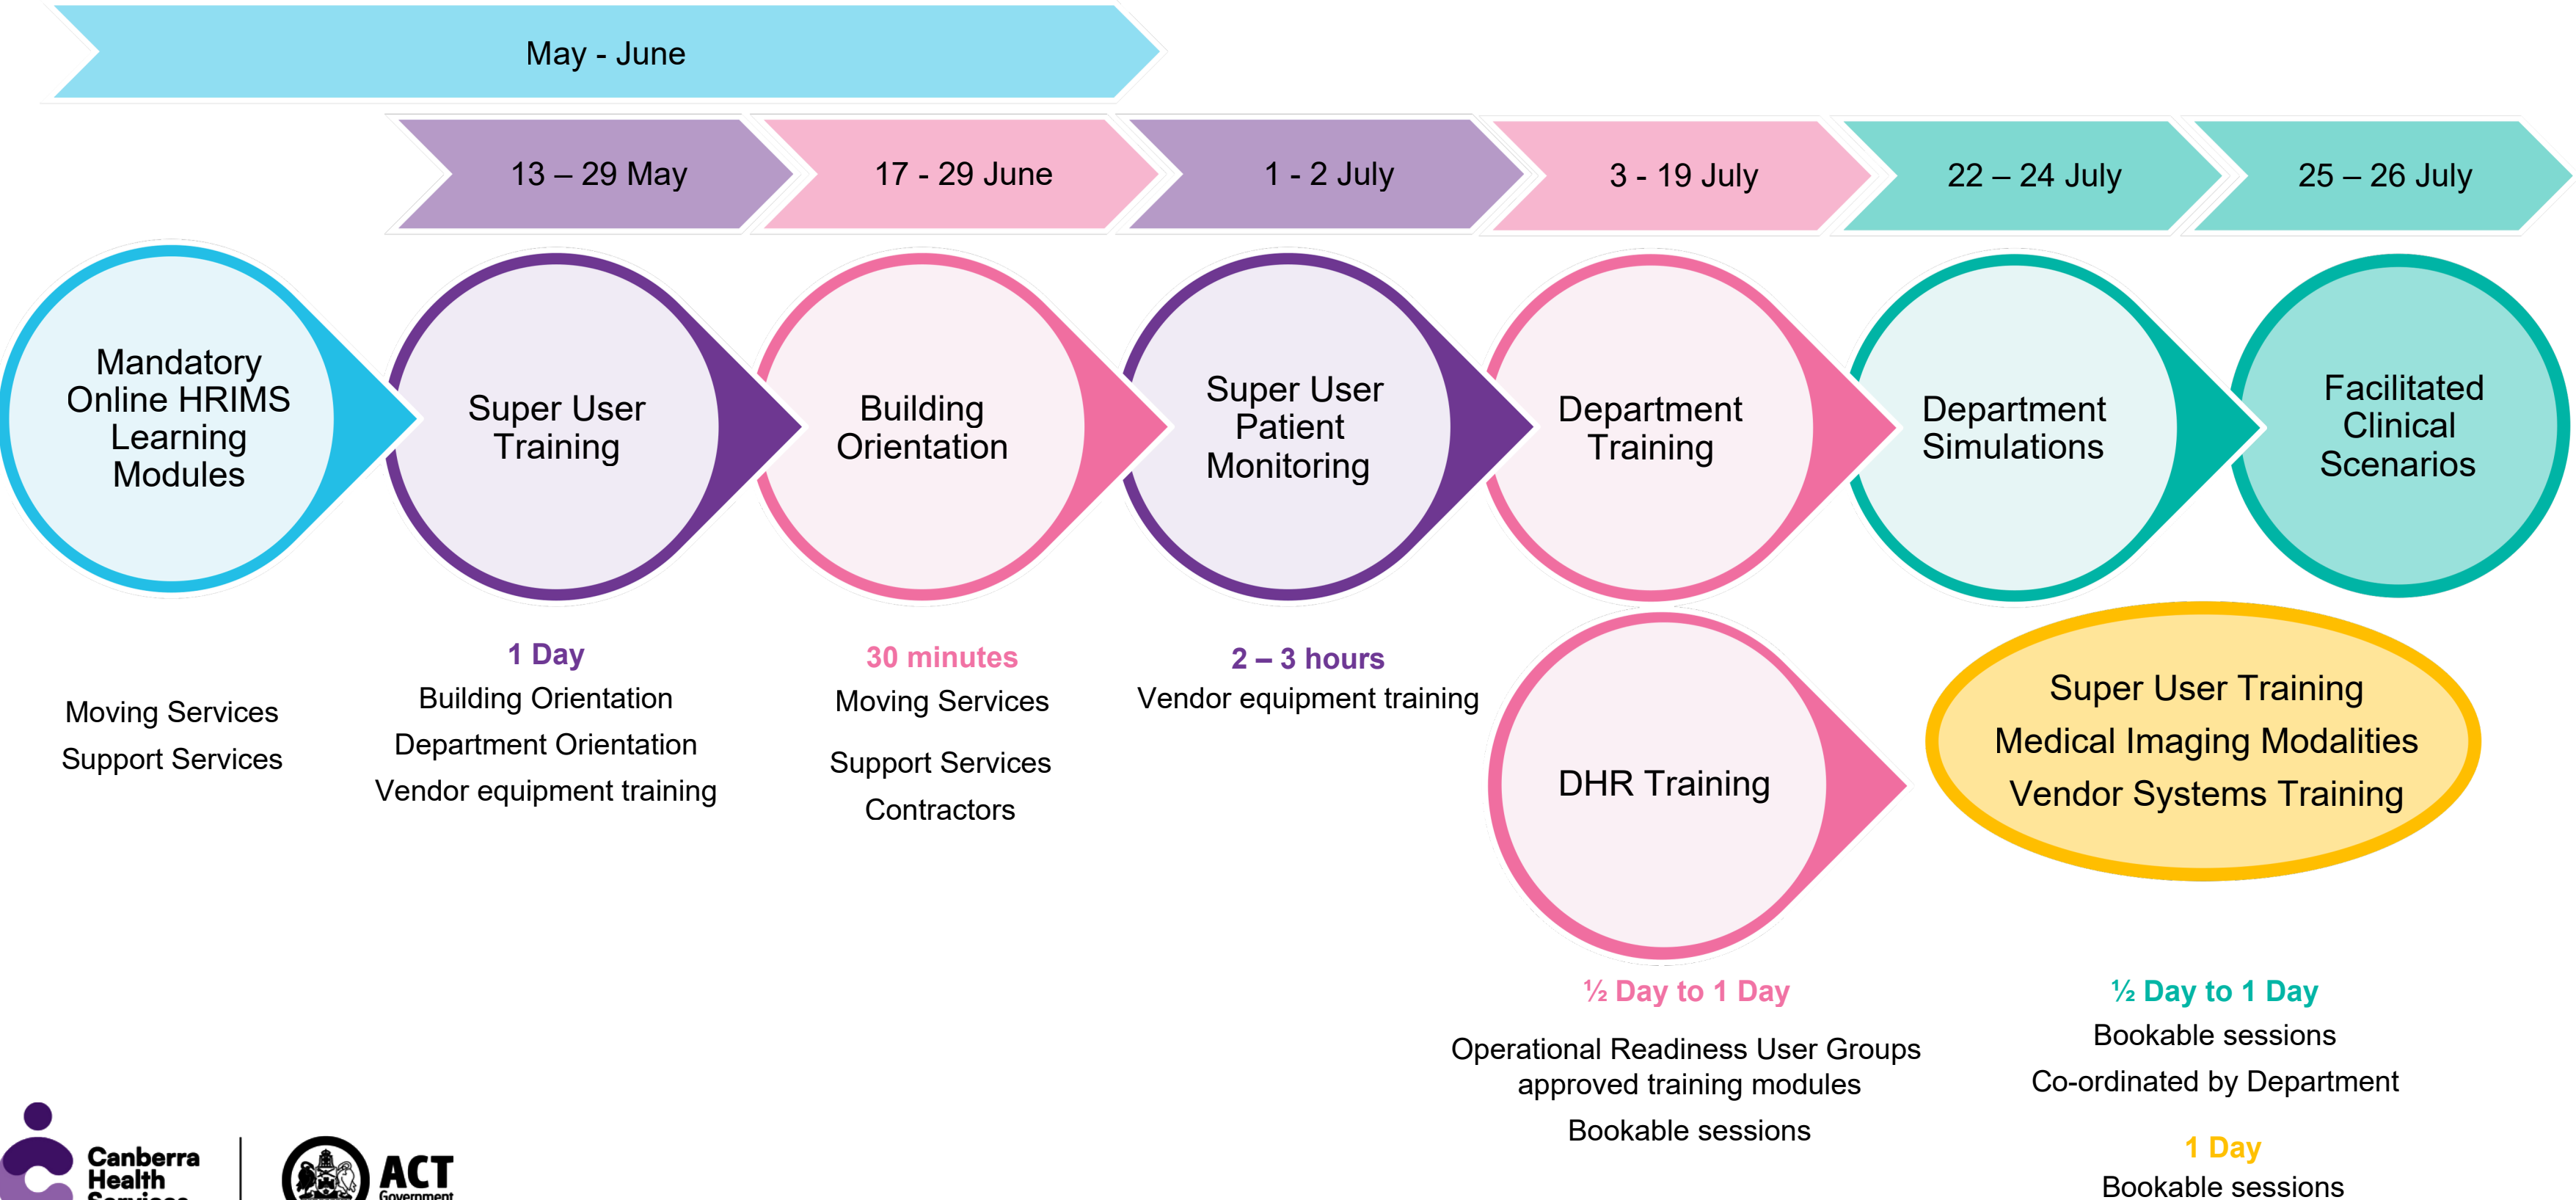 May - June
13 – 29 May
17 - 29 June
1 - 2 July
3 - 19 July
22 – 24 July
25 – 26 July
Mandatory
Online HRIMS
Learning
Modules
Super User
Training
Building
Orientation
Super User
Patient
Monitoring
Department
Training
Department
Simulations
Facilitated
Clinical
Scenarios
Moving Services
Support Services
1 Day
Building Orientation
Department Orientation
Vendor equipment training
30 minutes
Moving Services
Support Services
Contractors
2 – 3 hours
Vendor equipment training
DHR Training
Super User Training
Medical Imaging Modalities
Vendor Systems Training
½ Day to 1 Day
Operational Readiness User Groups
approved training modules
Bookable sessions
½ Day to 1 Day
Bookable sessions
Co-ordinated by Department
1 Day
Bookable sessions
Canberra
Health
Services
ACT
Government